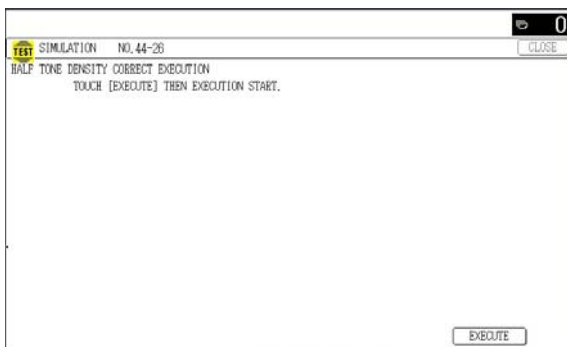 0
TEST SIMULATION NO.44-26 CLOSE
HALF TONE DENSITY CORRECT EXECUTION
TOUCH [EXECUTE] THEN EXECUTION START.
EXECUTE